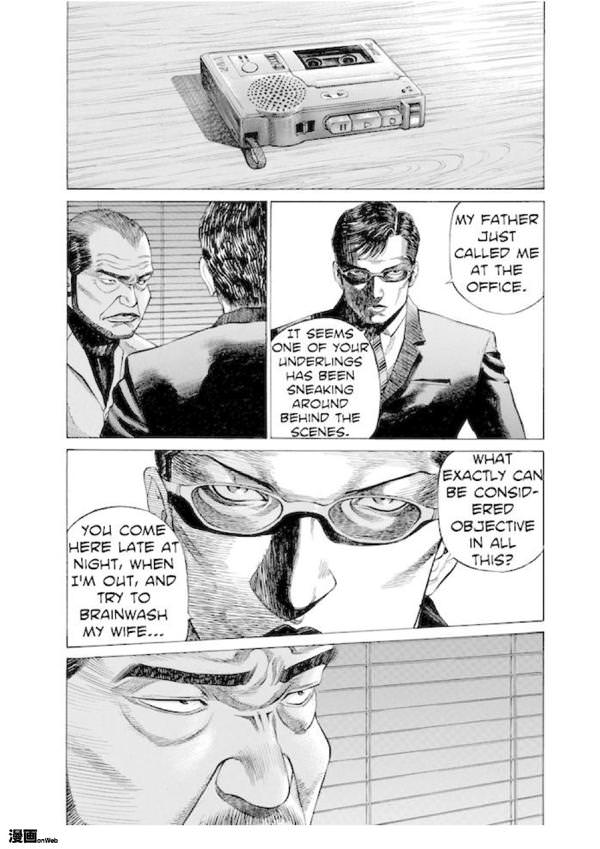 MY FATHER
JUST
CALLED ME
AT THE
OFFICE.
IT SEEMS
ONE OF YOUR
UNDERLINGS
HAS BEEN
SNEAKING
AROUND
BEHIND THE
SCENES.
WHAT
EXACTLY CAN
BE CONSID-
ERED
OBJECTIVE
IN ALL
THIS?
YOU COME
HERE LATE AT
NIGHT, WHEN
I'M OUT, AND
TRY TO
BRAINWASH
MY WIFE...
漫画onWeb